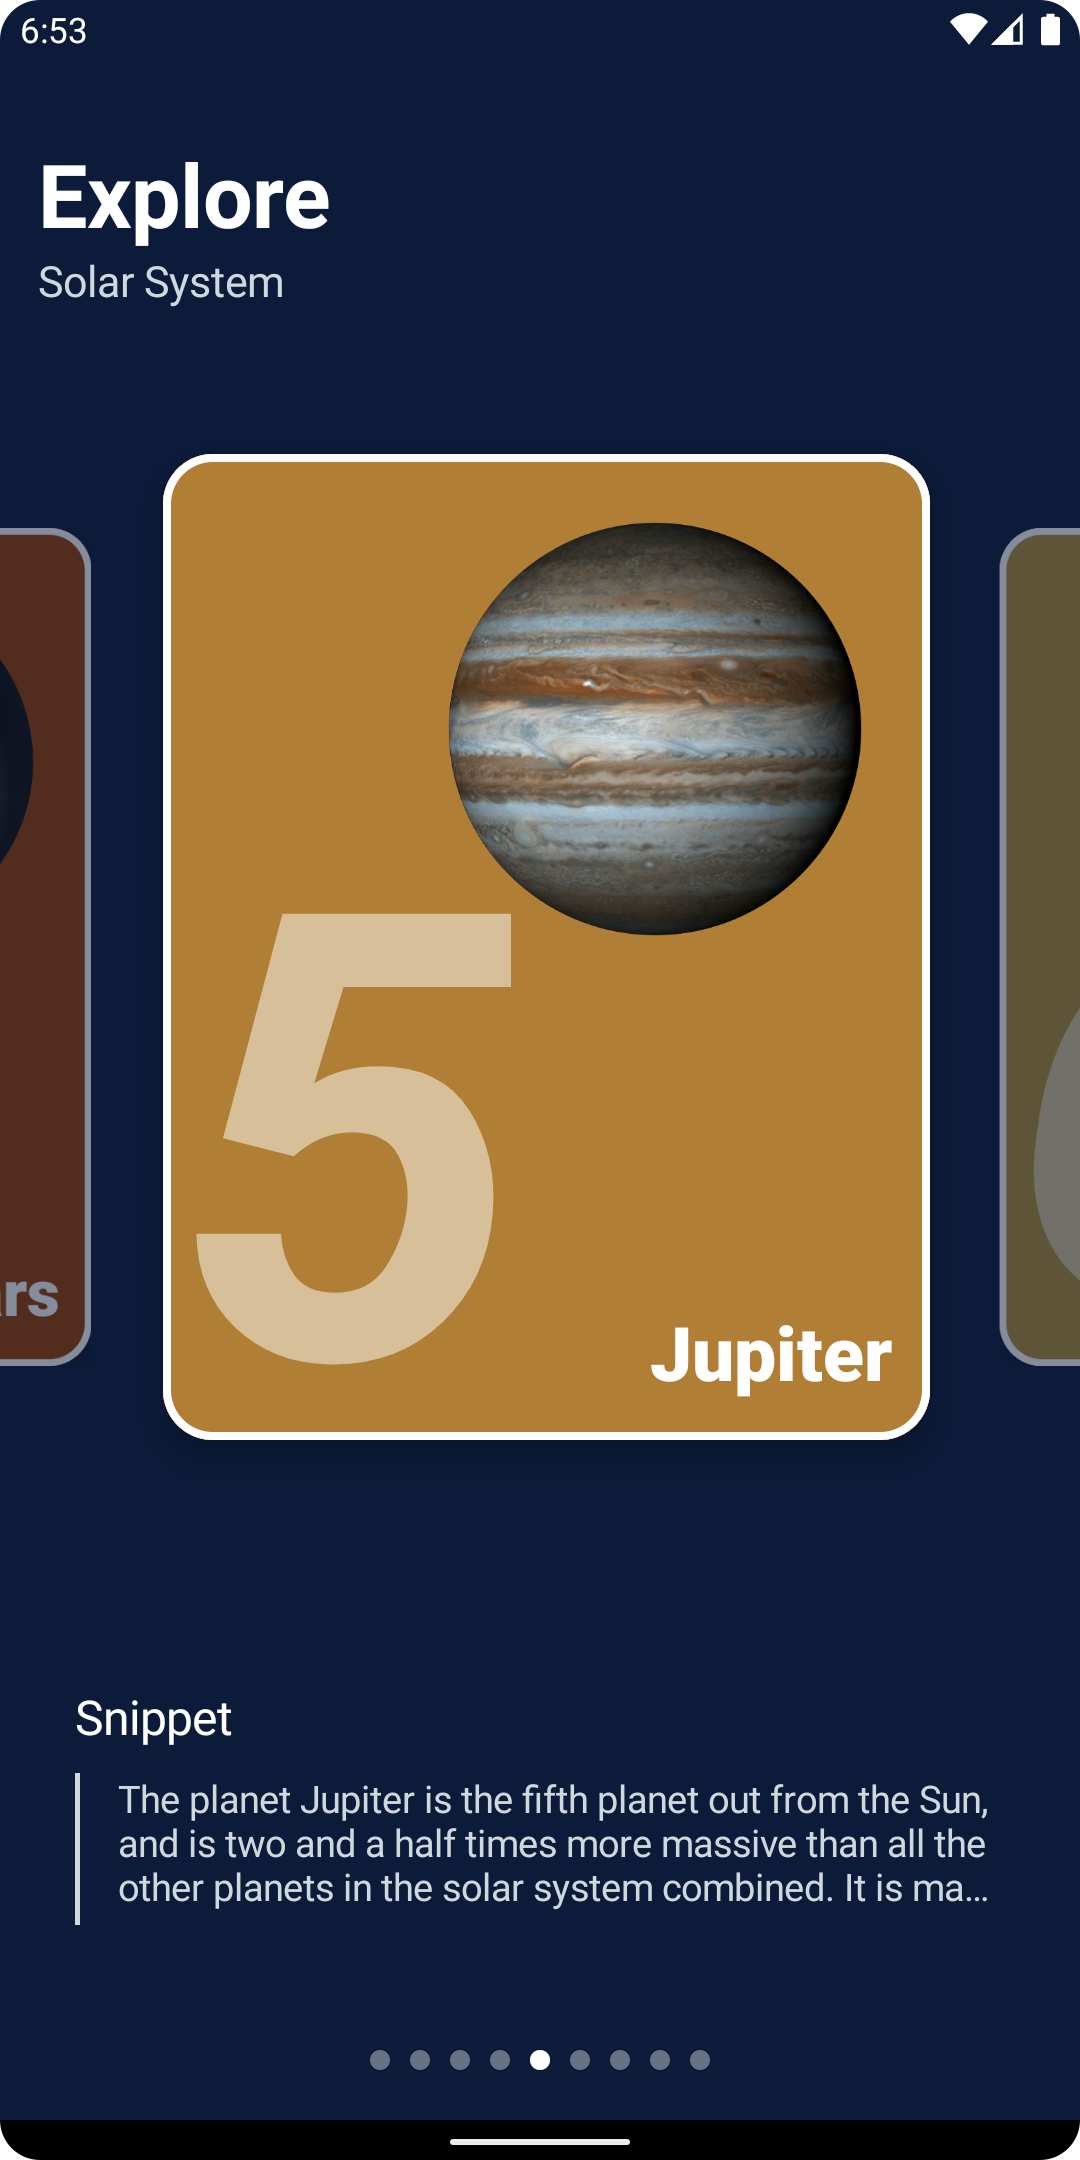 6:53
Explore
Solar System
5
Jupiter
ars
Snippet
The planet Jupiter is the fifth planet out from the Sun,
and is two and a half times more massive than all the
other planets in the solar system combined. It is ma...